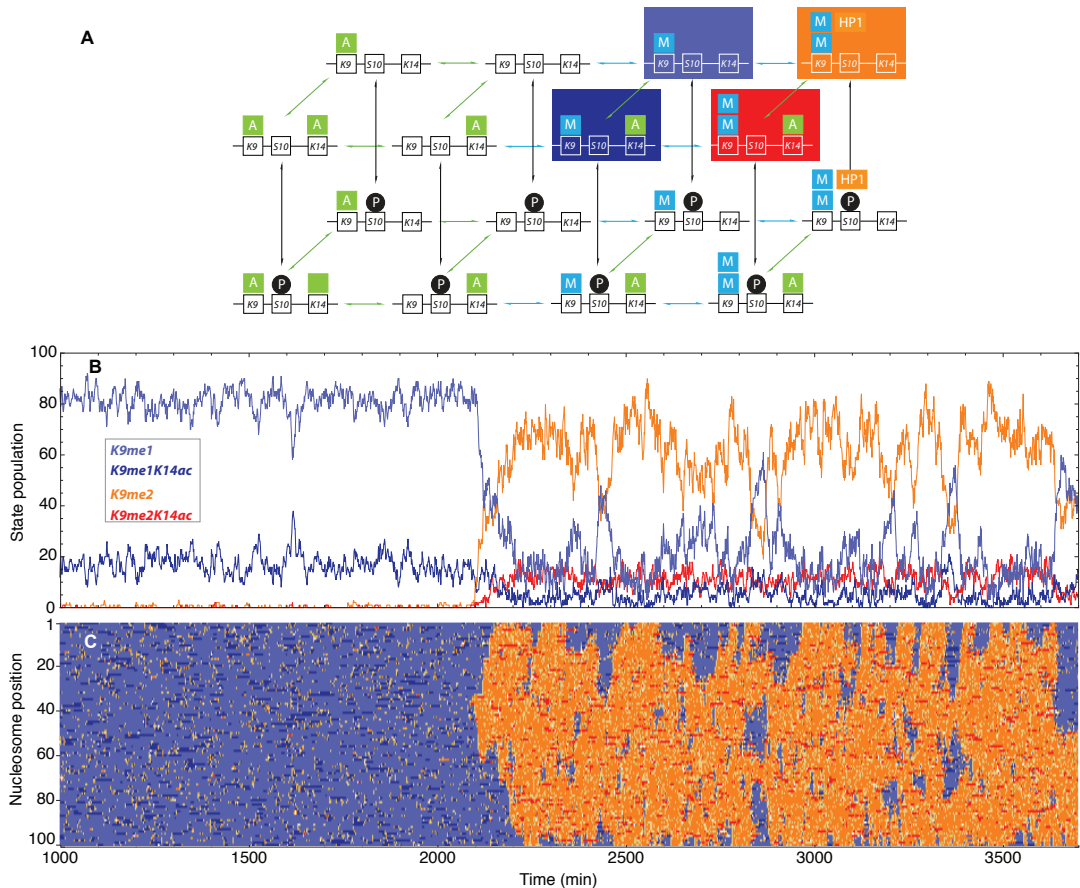 A
A M M HP1
M
K9 S10 K14 K9 S10 K14 K9 S10 K14 K9 S10 K14
M
A A A M A M A
K9 S10 K14 K9 S10 K14 K9 S10 K14 K9 S10 K14
M HP1
A P P M P M P
K9 S10 K14 K9 S10 K14 K9 S10 K14 K9 S10 K14
M
A P P A M P A M P A
K9 S10 K14 K9 S10 K14 K9 S10 K14 K9 S10 K14
B
State population
100
80
60
40
20
0
K9me1
K9me1K14ac
K9me2
K9me2K14ac
C
Nucleosome position
1
20
40
60
80
100
1000 1500 2000 2500 3000 3500
Time (min)